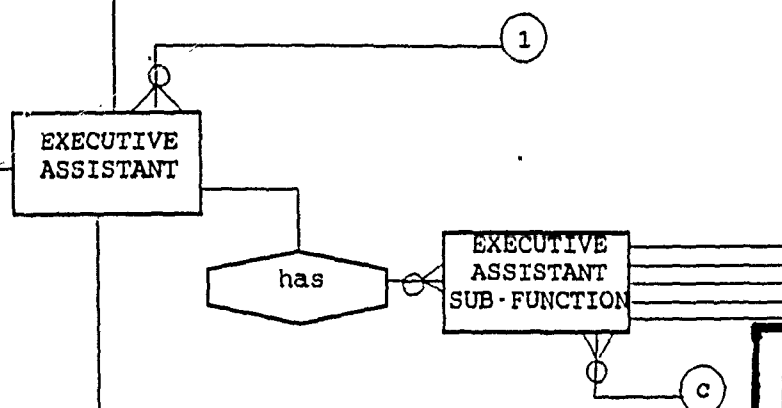 1
EXECUTIVE
ASSISTANT
has
EXECUTIVE
ASSISTANT
SUB-FUNCTION
C